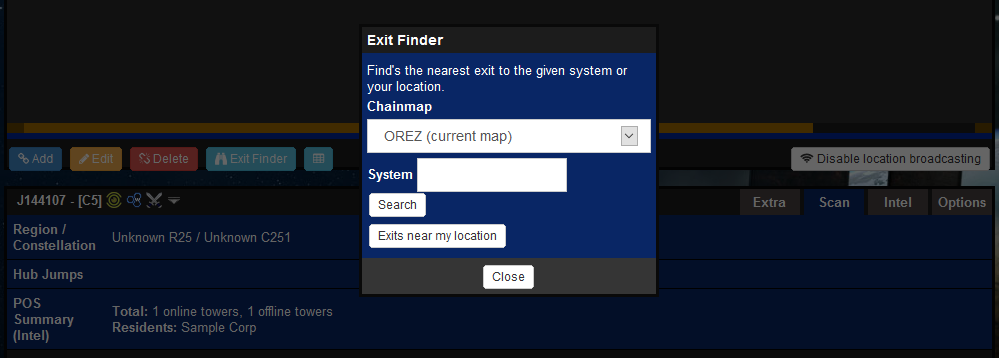 Exit Finder
Find's the nearest exit to the given system or
your location.
Chainmap
OREZ (current map)
System
Search
Exits near my location
Close
Add Edit Delete Exit Finder Disable location broadcasting
J144107 - [C5] Extra Scan Intel Options
Region /
Constellation
Unknown R25 / Unknown C251
Hub Jumps
POS
Summary
(Intel)
Total: 1 online towers, 1 offline towers
Residents: Sample Corp